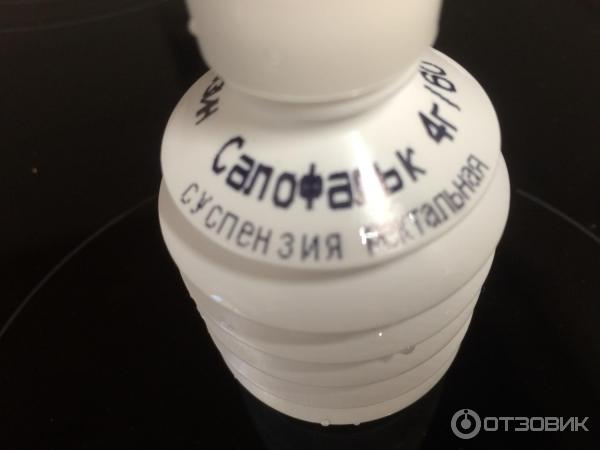 Салофальк 4г/60
суспензия ректальная
ОТЗОВИК